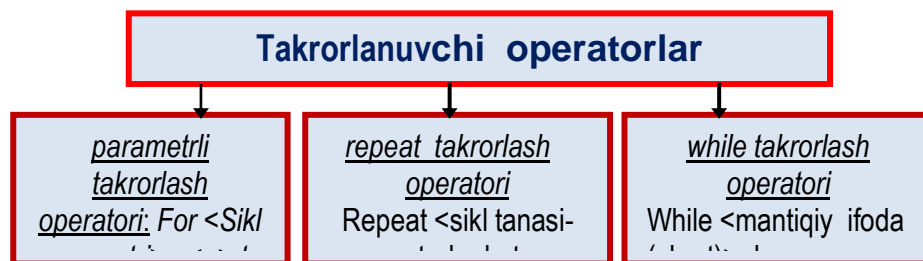 Takrorlanuvchi operatorlar
parametrli
takrorlash
operatori: For <Sikl
repeat takrorlash
operatori
Repeat <sikl tanasi-
while takrorlash
operatori
While <mantiqiy ifoda